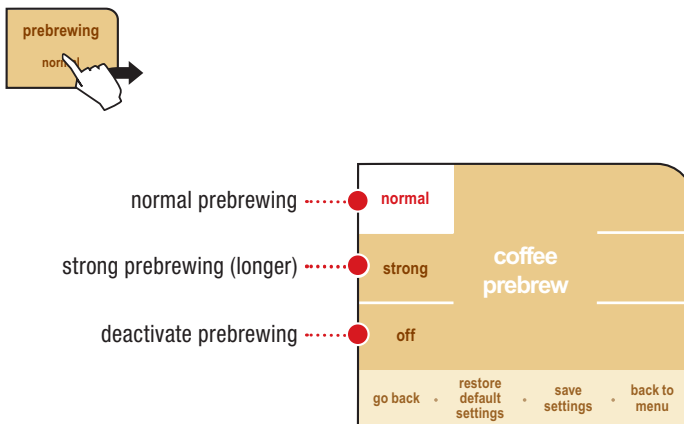 prebrewing
normal
normal prebrewing
normal
strong prebrewing (longer)
strong
coffee
prebrew
deactivate prebrewing
off
go back
restore
default
settings
save
settings
back to
menu